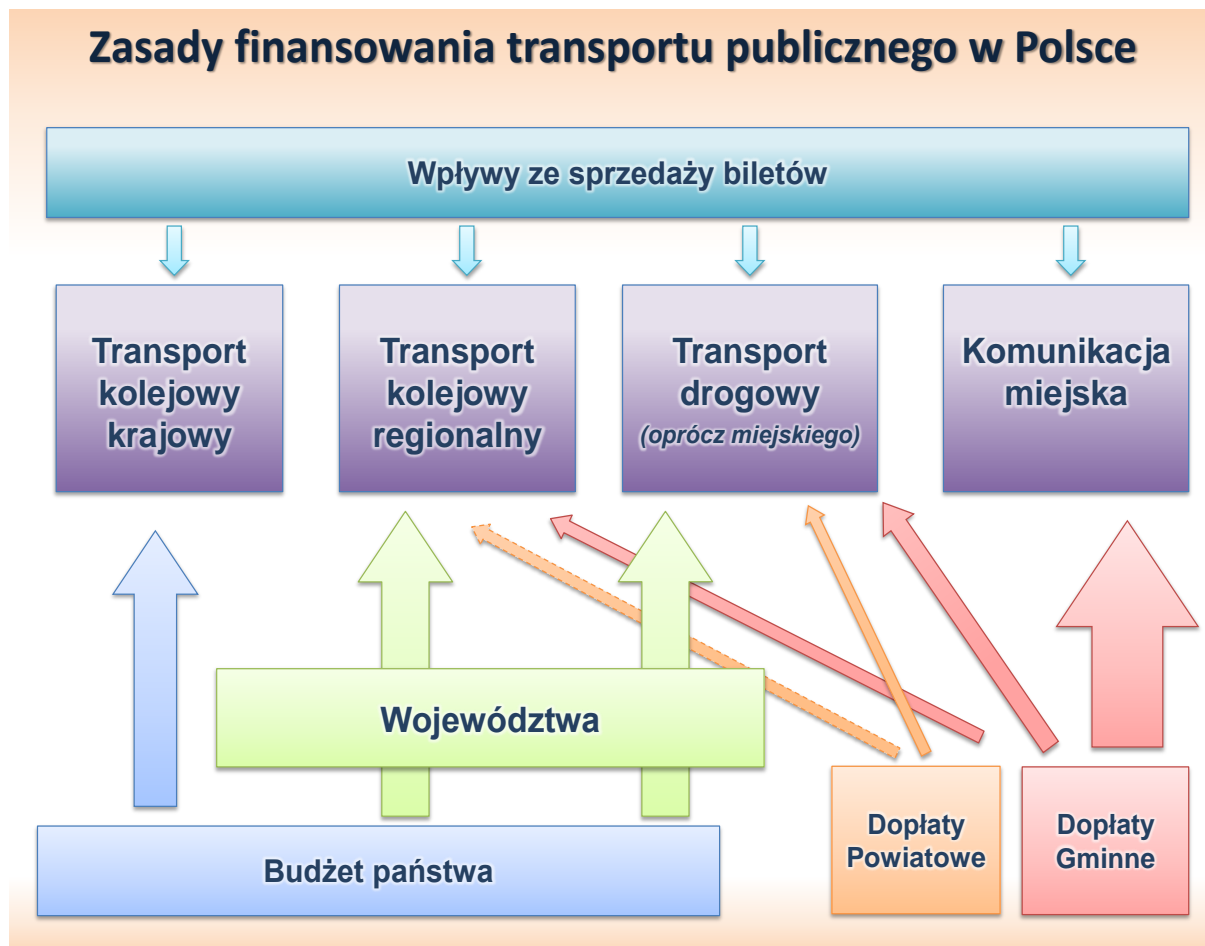 Zasady finansowania transportu publicznego w Polsce
Wpływy ze sprzedaży biletów
Transport
kolejowy
krajowy
Transport
kolejowy
regionalny
Transport
drogowy
(oprócz miejskiego)
Komunikacja
miejska
Województwa
Dopłaty
Powiatowe
Dopłaty
Gminne
Budżet państwa